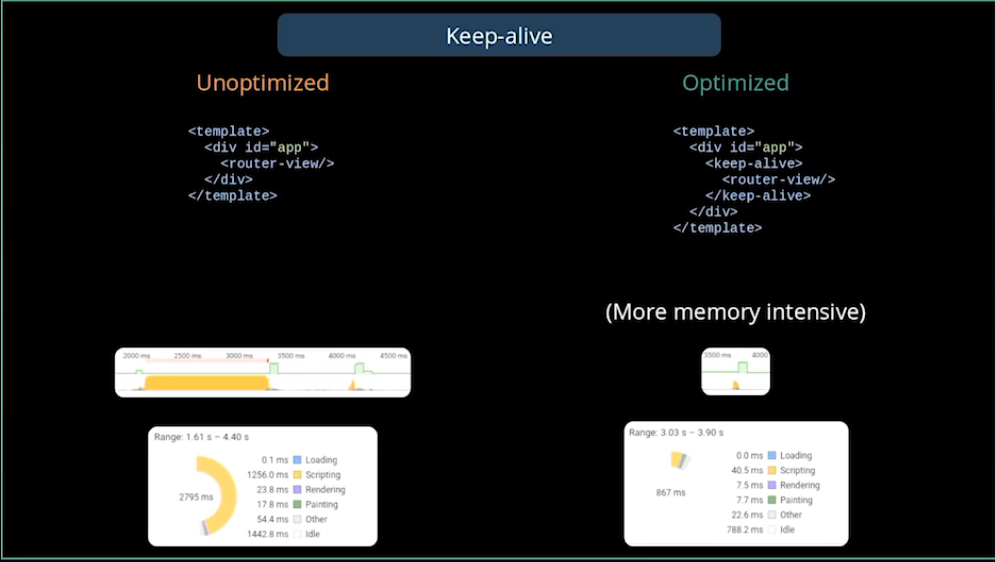 Keep-alive
Unoptimized
<template>
  <div id="app">
    <router-view/>
  </div>
</template>
2000 ms 2500 ms 3000 ms 3500 ms 4000 ms 4500 ms
Range: 1.61 s – 4.40 s
2795 ms
0.1 ms Loading
1256.0 ms Scripting
23.8 ms Rendering
17.8 ms Painting
54.4 ms Other
1442.8 ms Idle
Optimized
<template>
  <div id="app">
    <keep-alive>
      <router-view/>
    </keep-alive>
  </div>
</template>
(More memory intensive)
3500 ms 4000
Range: 3.03 s – 3.90 s
867 ms
0.0 ms Loading
40.5 ms Scripting
7.5 ms Rendering
7.7 ms Painting
22.6 ms Other
788.2 ms Idle